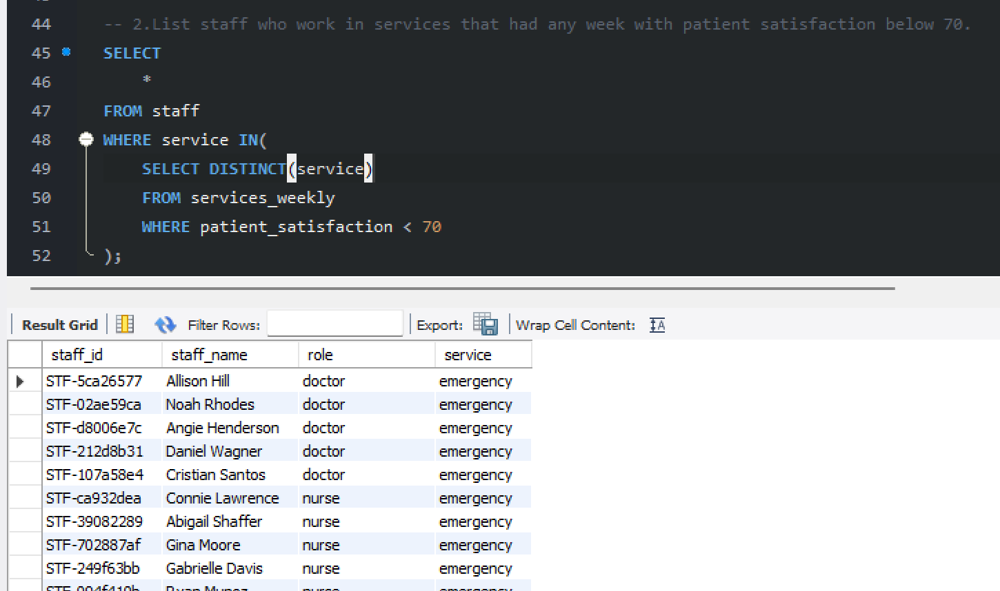 44 -- 2.List staff who work in services that had any week with patient satisfaction below 70.
45 SELECT
46 *
47 FROM staff
48 WHERE service IN(
49 SELECT DISTINCT(service)
50 FROM services_weekly
51 WHERE patient_satisfaction < 70
52 );
Result Grid Filter Rows: Export: Wrap Cell Content: A
staff_id staff_name role service
STF-5ca26577 Allison Hill doctor emergency
STF-02ae59ca Noah Rhodes doctor emergency
STF-d8006e7c Angie Henderson doctor emergency
STF-212d8b31 Daniel Wagner doctor emergency
STF-107a58e4 Cristian Santos doctor emergency
STF-ca932dea Connie Lawrence nurse emergency
STF-39082289 Abigail Shaffer nurse emergency
STF-702887af Gina Moore nurse emergency
STF-249f63bb Gabrielle Davis nurse emergency